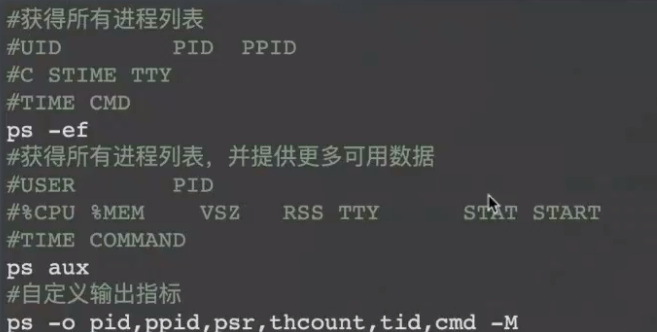 #获得所有进程列表
#UID PID PPID
#C STIME TTY
#TIME CMD
ps -ef
#获得所有进程列表，并提供更多可用数据
#USER PID
#%CPU %MEM VSZ RSS TTY STAT START
#TIME COMMAND
ps aux
#自定义输出指标
ps -o pid,ppid,psr,thcount,tid,cmd -M